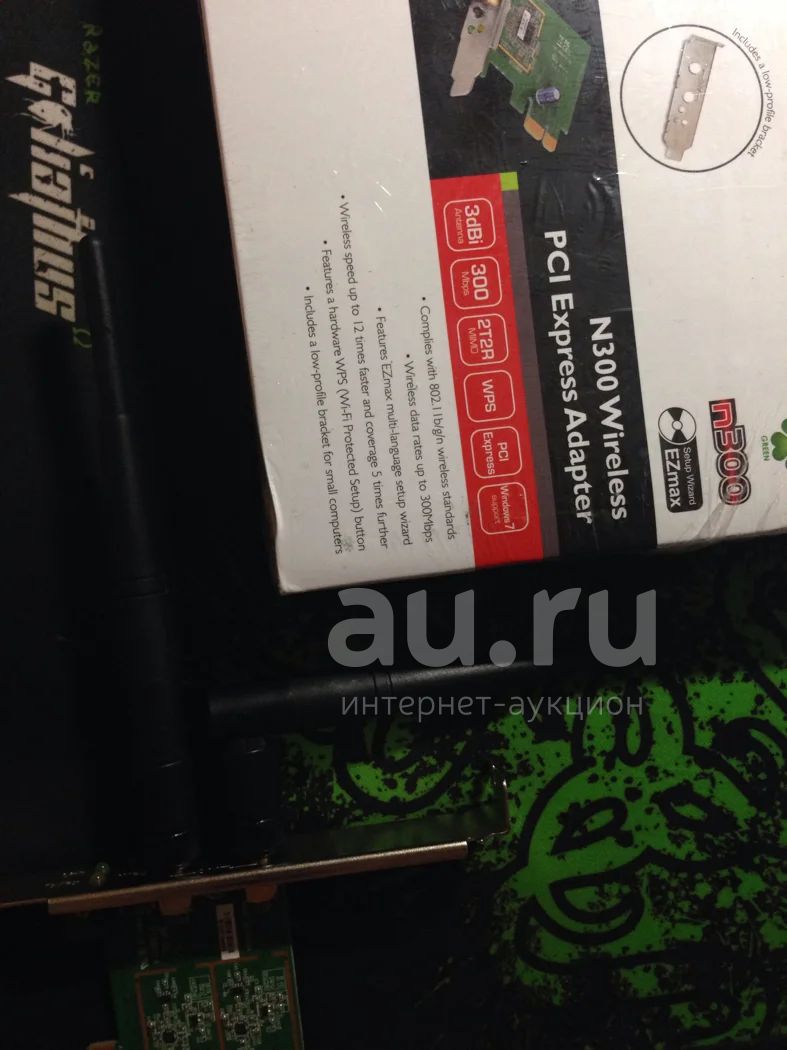 RAZER
Goliathus
Ω
Includes a low-profile bracket
GREEN
n300
Setup Wizard
EZmax
N300 Wireless
PCI Express Adapter
3dBi
Antenna
300
Mbps
2T2R
MIMO
WPS
PCI
Express
Windows 7
support
• Complies with 802.11b/g/n wireless standards
• Wireless data rates up to 300Mbps
• Features EZmax multi-language setup wizard
• Wireless speed up to 12 times faster and coverage 5 times further
• Features a hardware WPS (Wi-Fi Protected Setup) button
• Includes a low-profile bracket for small computers
au.ru
интернет-аукцион